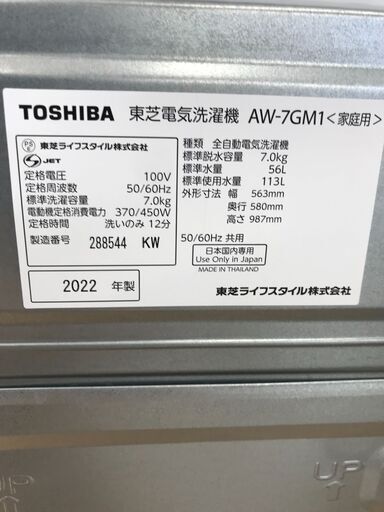 TOSHIBA 東芝電気洗濯機 AW-7GM1<家庭用>
PS E 東芝ライフスタイル株式会社
S JET
定格電圧 100V
定格周波数 50/60Hz
標準洗濯容量 7.0kg
電動機定格消費電力 370/450W
定格時間 洗いのみ 12分
製造番号 288544 KW
2022 年製
種類 全自動電気洗濯機
標準脱水容量 7.0kg
標準水量 56L
標準使用水量 113L
外形寸法 幅 563mm
奥行 580mm
高さ 987mm
50/60Hz 共用
日本国内専用
Use Only in Japan
MADE IN THAILAND
東芝ライフスタイル株式会社
UP